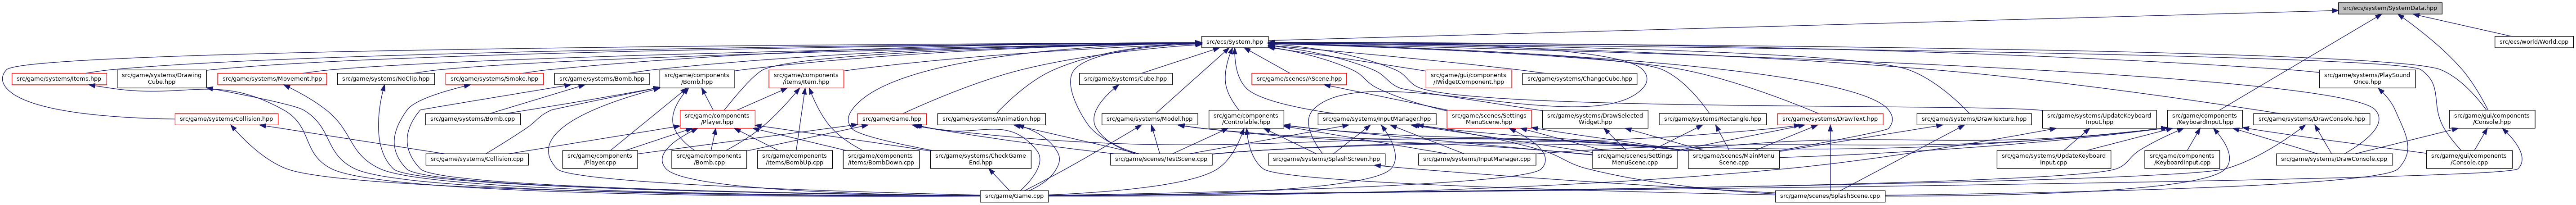 src/ecs/system/SystemData.hpp
src/ecs/System.hpp
src/ecs/world/World.cpp
src/game/systems/Items.hpp
src/game/systems/Drawing
Cube.hpp
src/game/systems/Movement.hpp
src/game/systems/NoClip.hpp
src/game/systems/Smoke.hpp
src/game/systems/Bomb.hpp
src/game/components
/Bomb.hpp
src/game/components
/items/Item.hpp
src/game/systems/Cube.hpp
src/game/scenes/AScene.hpp
src/game/gui/components
/IWidgetComponent.hpp
src/game/systems/ChangeCube.hpp
src/game/systems/PlaySound
Once.hpp
src/game/systems/Collision.hpp
src/game/systems/Bomb.cpp
src/game/components
/Player.hpp
src/game/Game.hpp
src/game/systems/Animation.hpp
src/game/systems/Model.hpp
src/game/components
/Controlable.hpp
src/game/systems/InputManager.hpp
src/game/scenes/Settings
MenuScene.hpp
src/game/systems/DrawSelected
Widget.hpp
src/game/systems/Rectangle.hpp
src/game/systems/DrawText.hpp
src/game/systems/DrawTexture.hpp
src/game/systems/UpdateKeyboard
Input.hpp
src/game/components
/KeyboardInput.hpp
src/game/systems/DrawConsole.hpp
src/game/gui/components
/Console.hpp
src/game/systems/Collision.cpp
src/game/components
/Player.cpp
src/game/components
/Bomb.cpp
src/game/components
/items/BombUp.cpp
src/game/components
/items/BombDown.cpp
src/game/systems/CheckGame
End.hpp
src/game/scenes/TestScene.cpp
src/game/systems/SplashScreen.hpp
src/game/systems/InputManager.cpp
src/game/scenes/Settings
MenuScene.cpp
src/game/scenes/MainMenu
Scene.cpp
src/game/systems/UpdateKeyboard
Input.cpp
src/game/components
/KeyboardInput.cpp
src/game/systems/DrawConsole.cpp
src/game/gui/components
/Console.cpp
src/game/Game.cpp
src/game/scenes/SplashScene.cpp